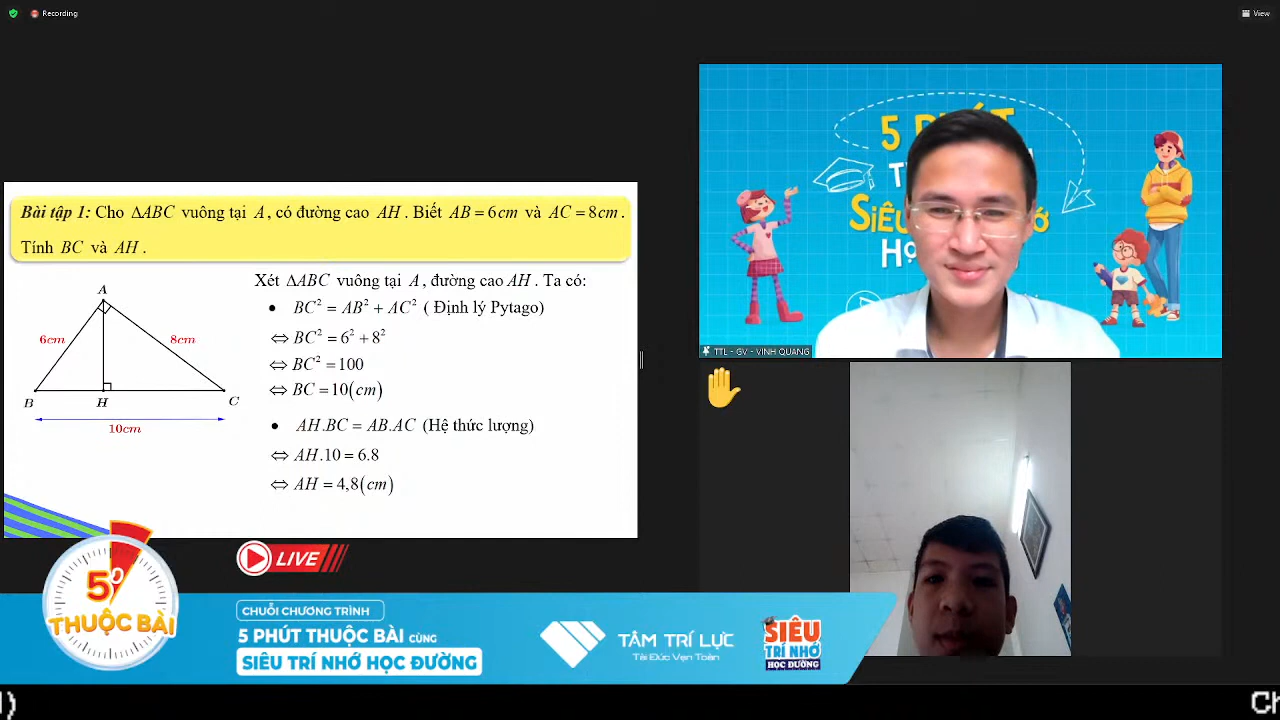 Recording
View
Bài tập 1: Cho ΔABC vuông tại A, có đường cao AH. Biết AB = 6cm và AC = 8cm.
Tính BC và AH.
A
6cm
8cm
B
H
C
10cm
Xét ΔABC vuông tại A, đường cao AH. Ta có:
• BC² = AB² + AC² ( Định lý Pytago)
⇔ BC² = 6² + 8²
⇔ BC² = 100
⇔ BC = 10(cm)
• AH.BC = AB.AC (Hệ thức lượng)
⇔ AH.10 = 6.8
⇔ AH = 4,8(cm)
5 PHÚT
SIÊU
TTL - GV - VINH QUANG
LIVE
5
THUỘC BÀI
CHUỖI CHƯƠNG TRÌNH
5 PHÚT THUỘC BÀI CÙNG
SIÊU TRÍ NHỚ HỌC ĐƯỜNG
TÂM TRÍ LỰC
Tài Đức Vẹn Toàn
SIÊU
TRÍ NHỚ
HỌC ĐƯỜNG